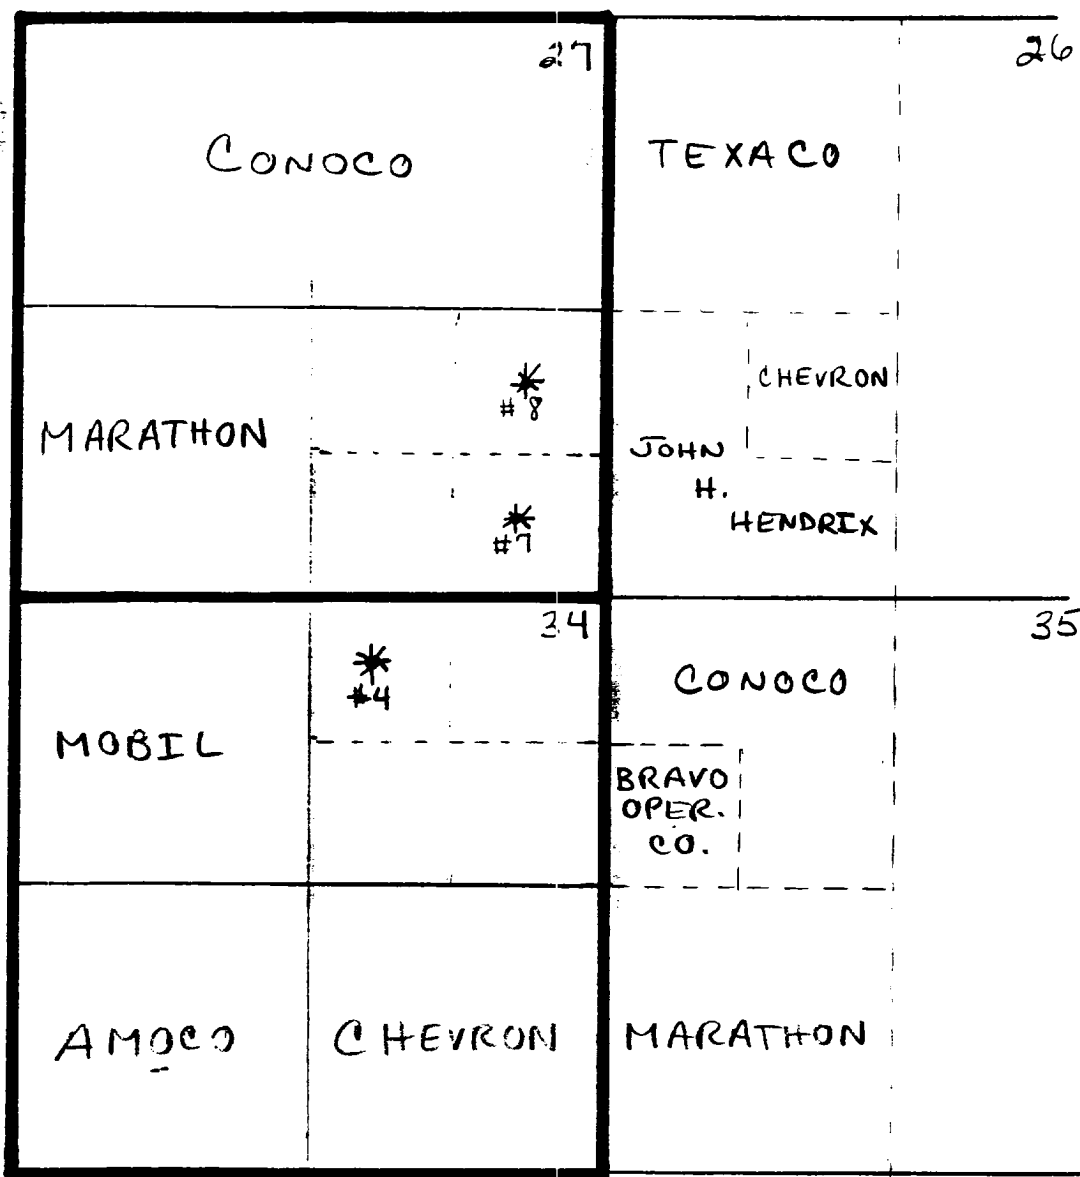 27
26
CONOCO
TEXACO
CHEVRON
#8
MARATHON
JOHN
H.
HENDRIX
#7
34
35
#4
CONOCO
MOBIL
BRAVO
OPER.
CO.
AMOCO
CHEVRON
MARATHON